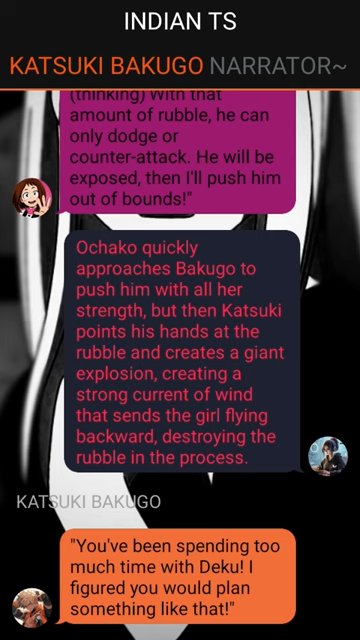 INDIAN TS
KATSUKI BAKUGO NARRATOR~
(thinking) With that
amount of rubble, he can
only dodge or
counter-attack. He will be
exposed, then I'll push him
out of bounds!"
Ochako quickly
approaches Bakugo to
push him with all her
strength, but then Katsuki
points his hands at the
rubble and creates a giant
explosion, creating a
strong current of wind
that sends the girl flying
backward, destroying the
rubble in the process.
KATSUKI BAKUGO
"You've been spending too
much time with Deku! I
figured you would plan
something like that!"